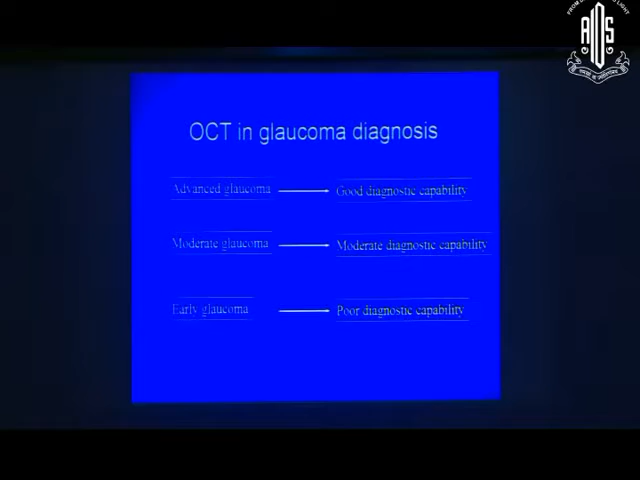 OCT in glaucoma diagnosis
Advanced glaucoma Good diagnostic capability
Moderate glaucoma Moderate diagnostic capability
Early glaucoma Poor diagnostic capability
AIOS